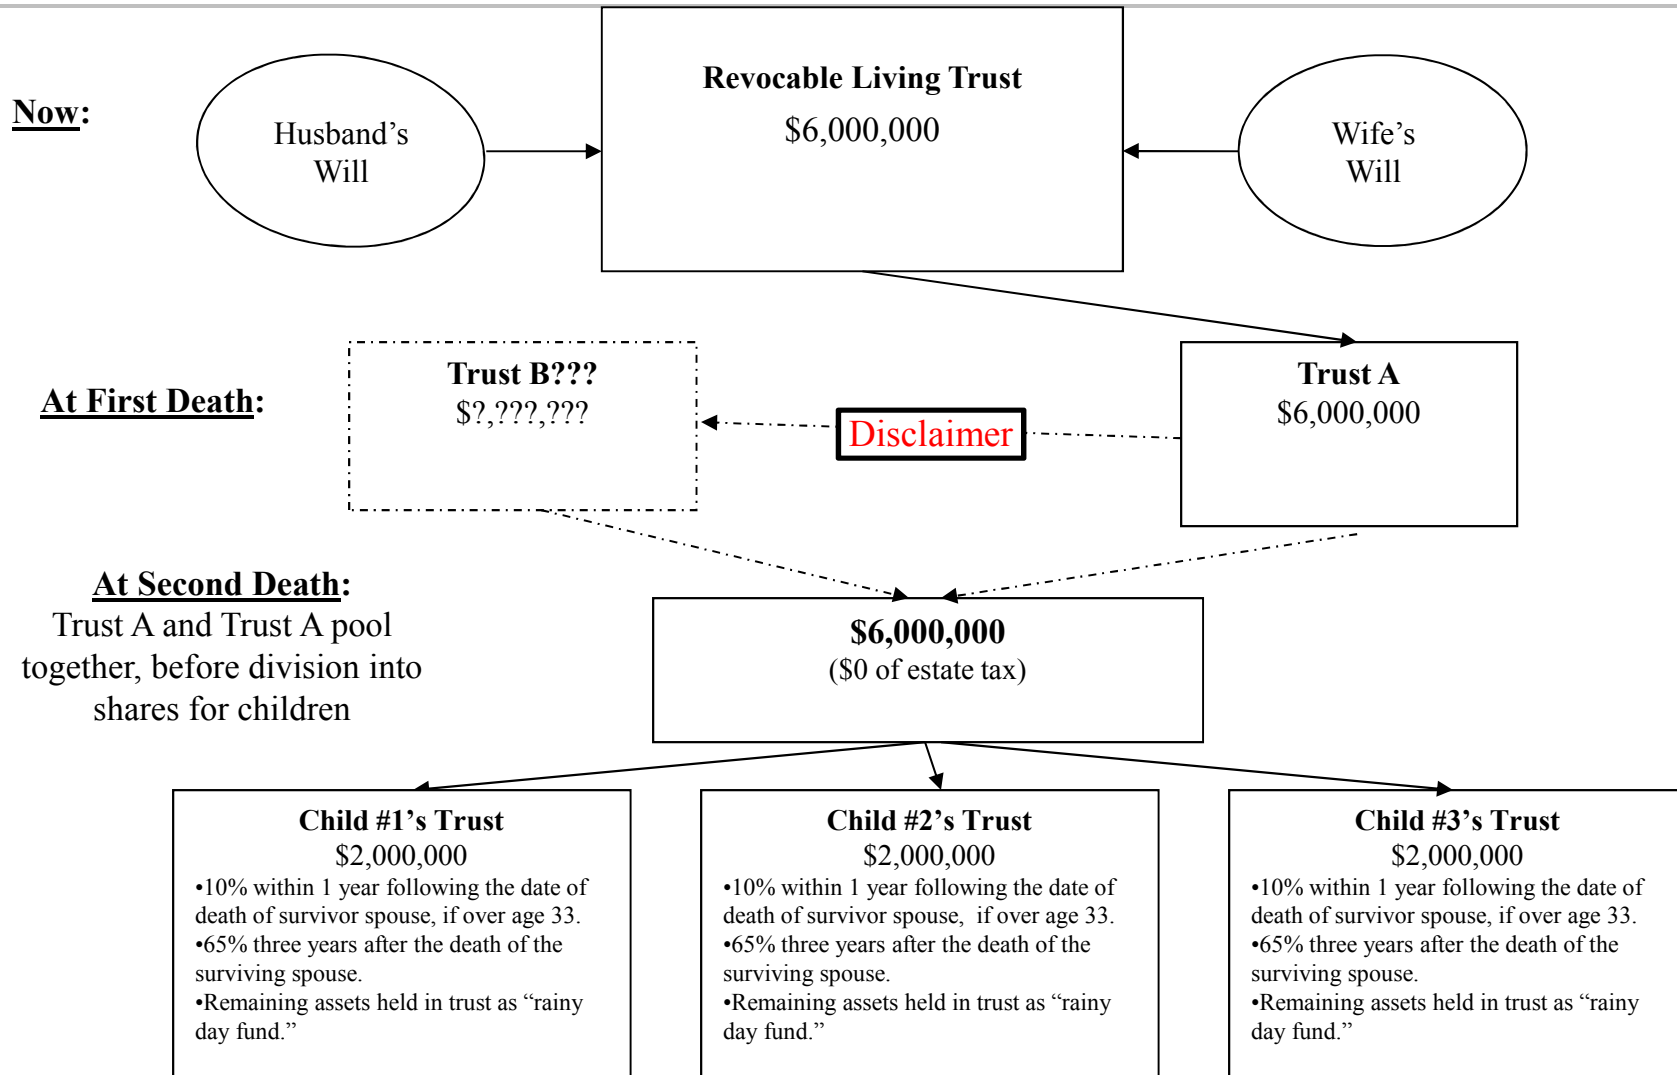 Now:
Husband’s
Will
Revocable Living Trust
$6,000,000
Wife’s
Will
At First Death:
Trust B???
$?,???,???
Disclaimer
Trust A
$6,000,000
At Second Death:
Trust A and Trust A pool
together, before division into
shares for children
$6,000,000
($0 of estate tax)
Child #1’s Trust
$2,000,000
•10% within 1 year following the date of
death of survivor spouse, if over age 33.
•65% three years after the death of the
surviving spouse.
•Remaining assets held in trust as “rainy
day fund.”
Child #2’s Trust
$2,000,000
•10% within 1 year following the date of
death of survivor spouse,  if over age 33.
•65% three years after the death of the
surviving spouse.
•Remaining assets held in trust as “rainy
day fund.”
Child #3’s Trust
$2,000,000
•10% within 1 year following the date of
death of survivor spouse, if over age 33.
•65% three years after the death of the
surviving spouse.
•Remaining assets held in trust as “rainy
day fund.”